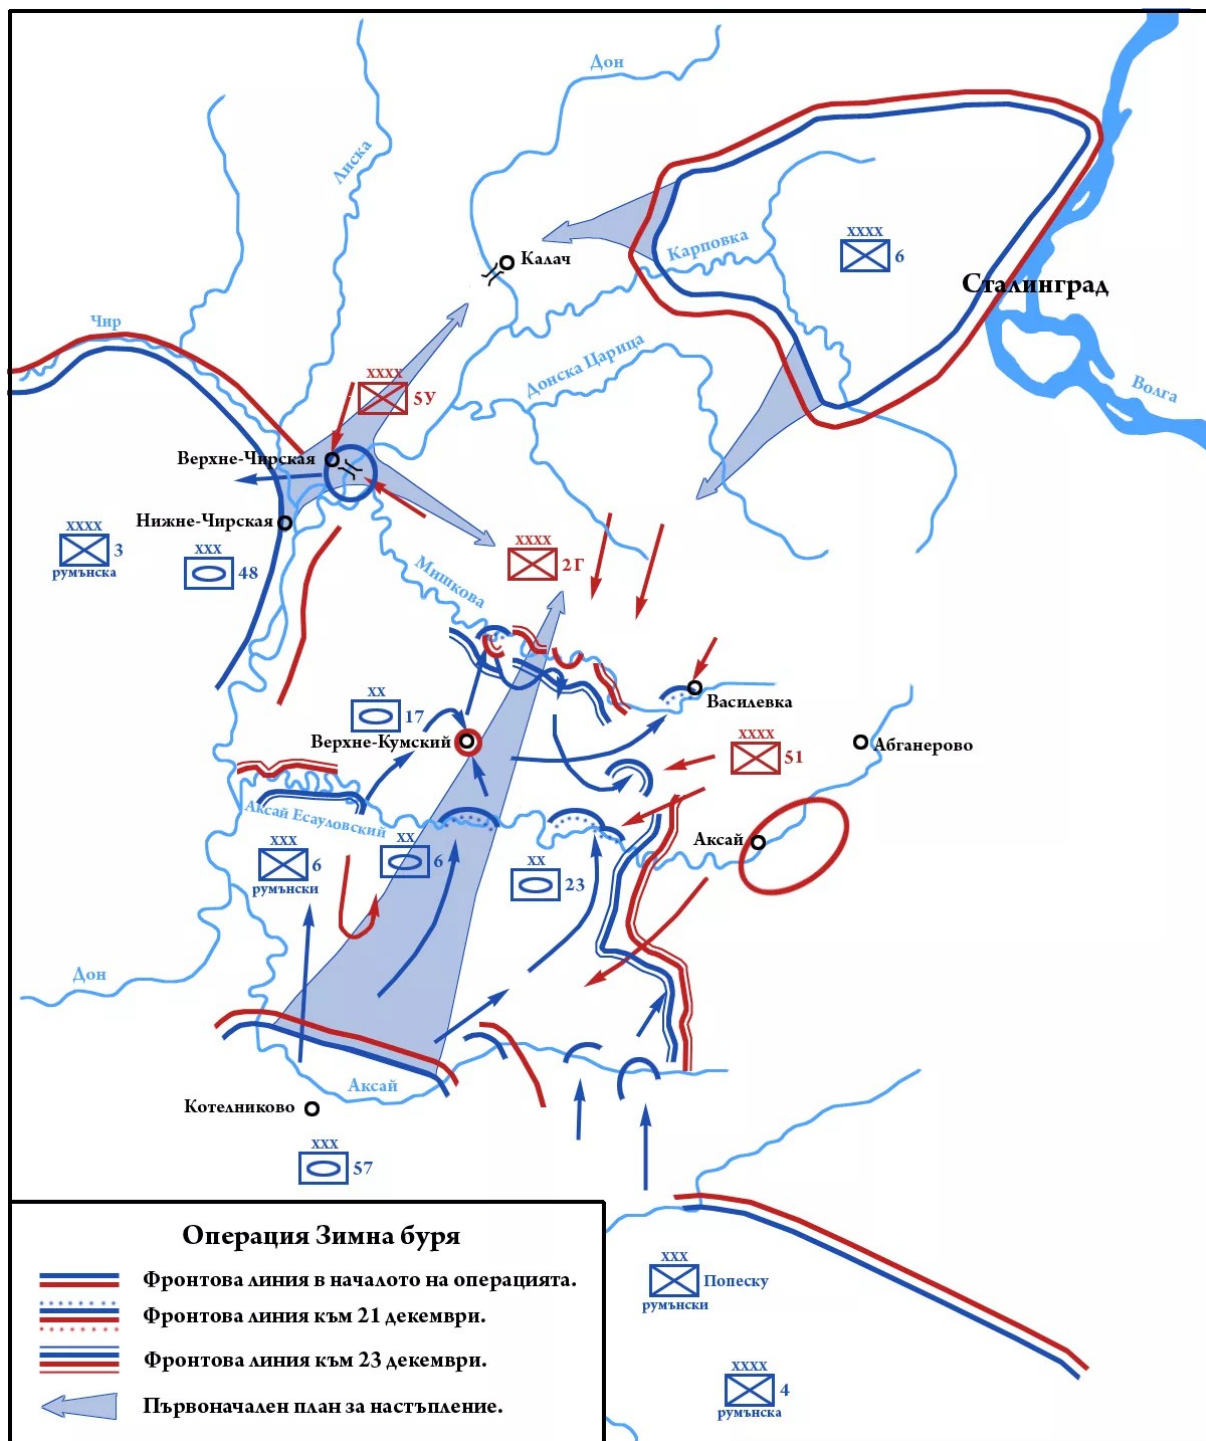 Дон
Лиска
XXXX
6
Карповка
Калач
Сталинград
Чир
Донска Царица
Волга
XXXX
5У
Верхне-Чирская
Нижне-Чирская
XXXX
3
румънска
XXX
48
XXXX
2Г
Мишкова
Василевка
XX
17
Верхне-Кумский
XXXX
51
Абганерово
Аксай Есауловский
Аксай
XXX
6
румънски
XX
6
XX
23
Дон
Аксай
Котелниково
XXX
57
Операция Зимна буря
Фронтова линия в началото на операцията.
Фронтова линия към 21 декември.
Фронтова линия към 23 декември.
Първоначален план за настъпление.
XXX
Попеску
румънски
XXXX
4
румънска